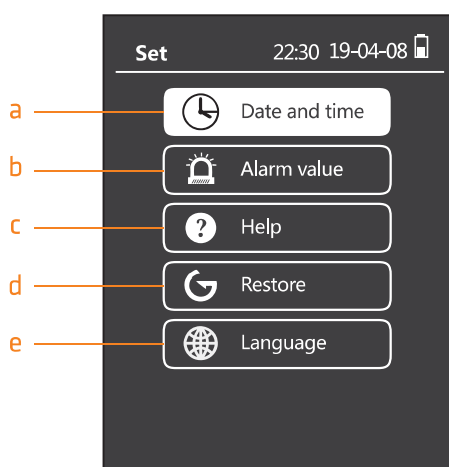 Set 22:30 19-04-08
a Date and time
b Alarm value
c ? Help
d Restore
e Language